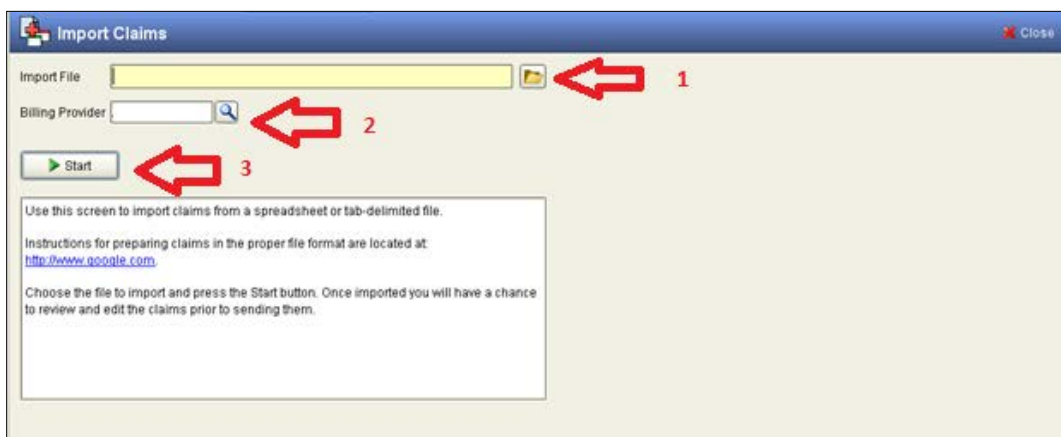 Import Claims
Close
Import File
1
Billing Provider
2
Start
3
Use this screen to import claims from a spreadsheet or tab-delimited file.
Instructions for preparing claims in the proper file format are located at
http://www.google.com.
Choose the file to import and press the Start button. Once imported you will have a chance
to review and edit the claims prior to sending them.